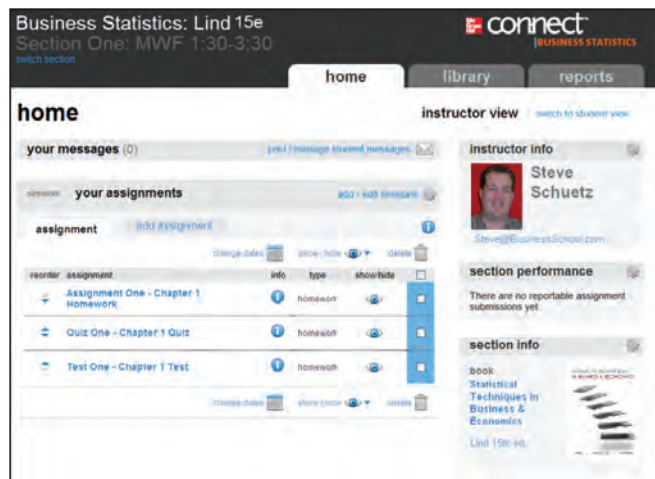 Business Statistics: Lind 15e
Section One: MWF 1:30-3:30
switch section
connect
BUSINESS STATISTICS
home
library
reports
home
instructor view
switch to student view
your messages (0)
post / manage student messages
your assignments
add / edit sessions
assignment
add assignment
change dates
show / hide
delete
reorder
assignment
info
type
show/hide
Assignment One - Chapter 1
Homework
homework
Quiz One - Chapter 1 Quiz
homework
Test One - Chapter 1 Test
homework
change dates
show / hide
delete
instructor info
Steve
Schuetz
Steve@BusinessSchool.com
section performance
There are no reportable assignment
submissions yet
section info
book
Statistical
Techniques in
Business &
Economics
Lind 15th ed.